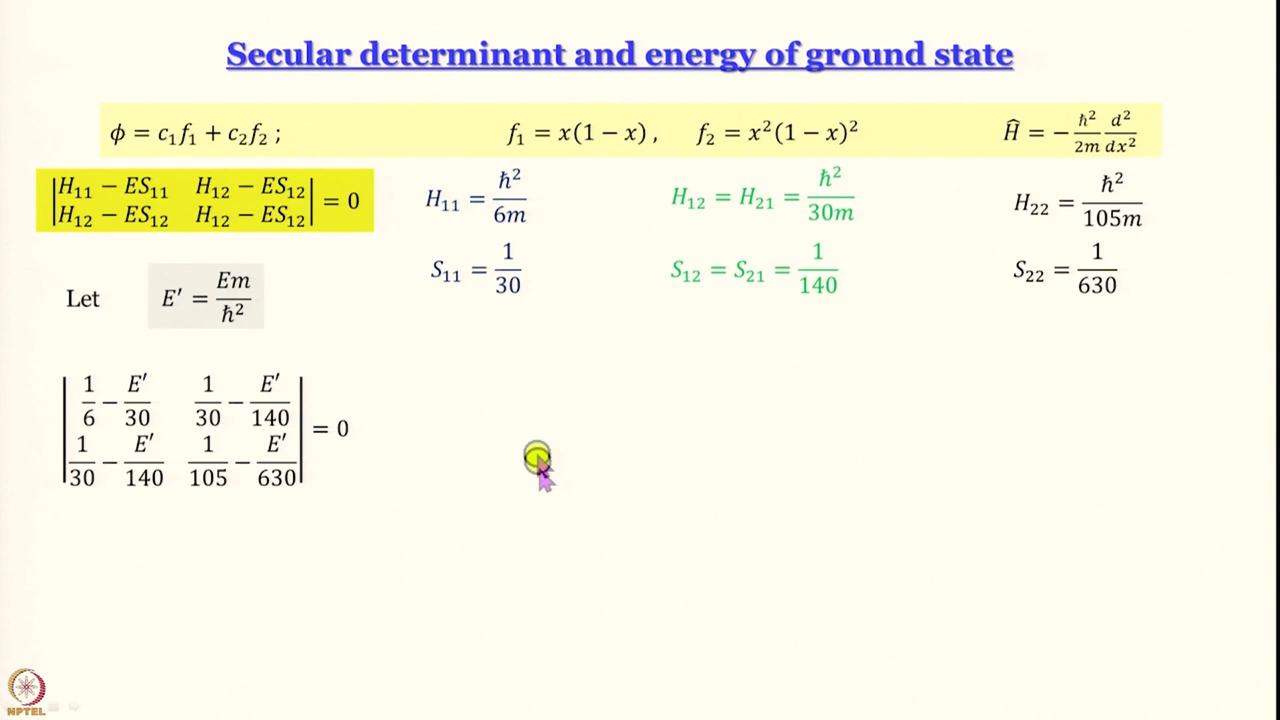 Secular determinant and energy of ground state
ϕ = c₁f₁ + c₂f₂ ; f₁ = x(1 − x) , f₂ = x²(1 − x)² Ĥ = − ħ²/2m d²/dx²
|H₁₁ − ES₁₁ H₁₂ − ES₁₂|
|H₁₂ − ES₁₂ H₁₂ − ES₁₂| = 0
H₁₁ = ħ²/6m H₁₂ = H₂₁ = ħ²/30m H₂₂ = ħ²/105m
S₁₁ = 1/30 S₁₂ = S₂₁ = 1/140 S₂₂ = 1/630
Let E′ = Em/ħ²
|1/6 − E′/30 1/30 − E′/140|
|1/30 − E′/140 1/105 − E′/630| = 0
NPTEL